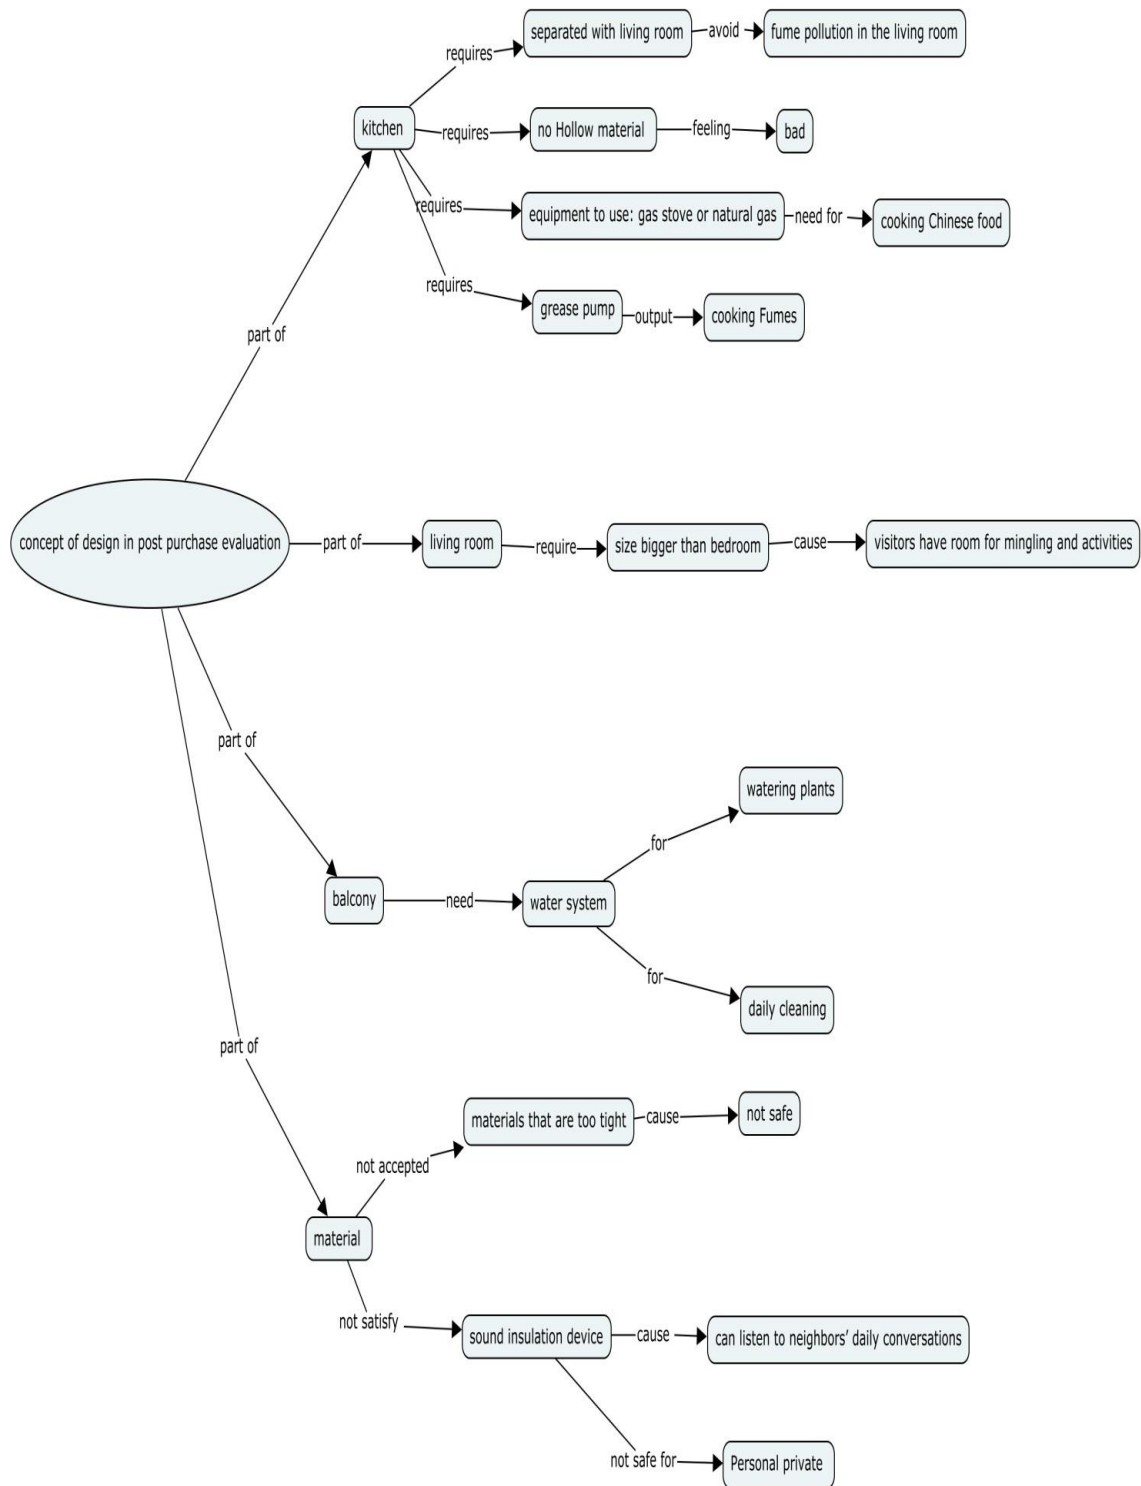 separated with living room
avoid
fume pollution in the living room
requires
kitchen
requires
no Hollow material
feeling
bad
requires
equipment to use: gas stove or natural gas
need for
cooking Chinese food
requires
grease pump
output
cooking Fumes
part of
concept of design in post purchase evaluation
part of
living room
require
size bigger than bedroom
cause
visitors have room for mingling and activities
part of
watering plants
for
balcony
need
water system
for
daily cleaning
part of
materials that are too tight
cause
not safe
not accepted
material
not satisfy
sound insulation device
cause
can listen to neighbors’ daily conversations
not safe for
Personal private